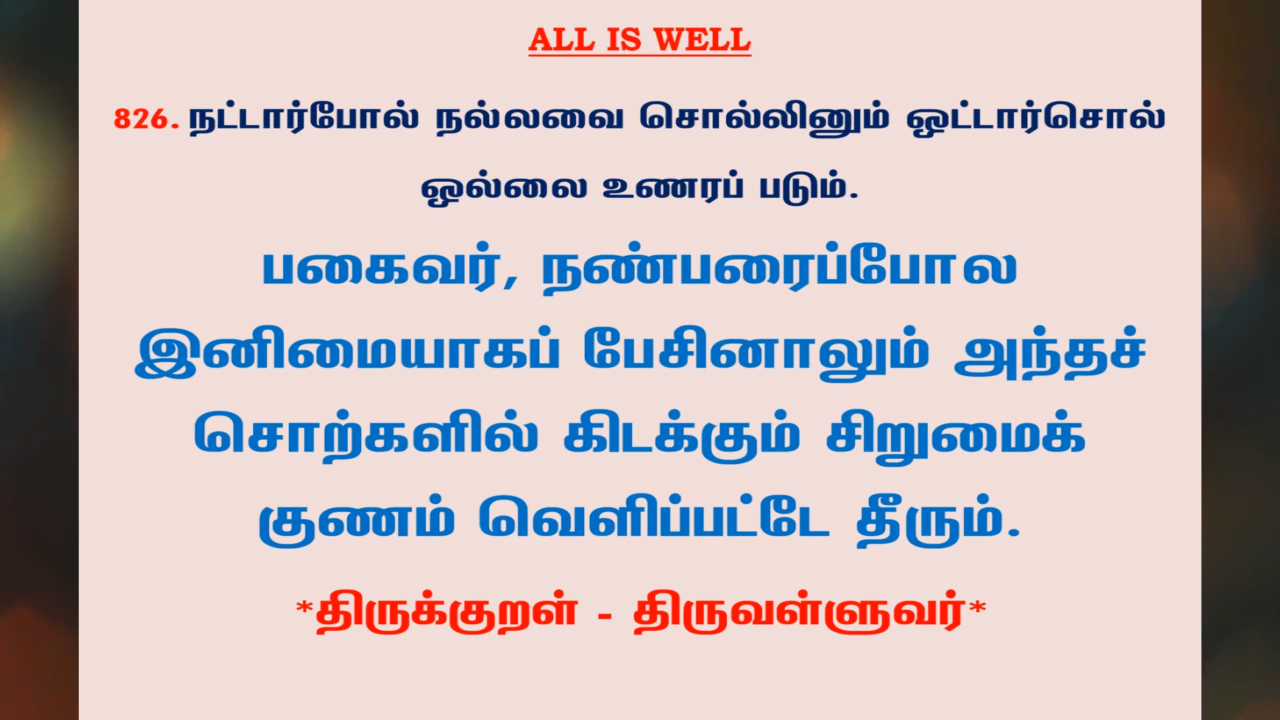 ALL IS WELL
826. நட்டார்போல் நல்லவை சொல்லினும் ஒட்டார்சொல்
ஒல்லை உணரப் படும்.
பகைவர், நண்பரைப்போல
இனிமையாகப் பேசினாலும் அந்தச்
சொற்களில் கிடக்கும் சிறுமைக்
குணம் வெளிப்பட்டே தீரும்.
*திருக்குறள் - திருவள்ளுவர்*